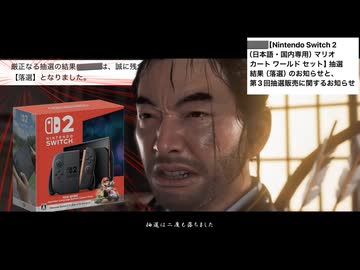 厳正なる抽選の結果
は、誠に残
【落選】となりました。
【Nintendo Switch 2
(日本語・国内専用) マリオ
カート ワールド セット】抽選
結果 (落選) のお知らせと、
第3回抽選販売に関するお知らせ
2
NINTENDO
SWITCH
抽選は二度も落ちました